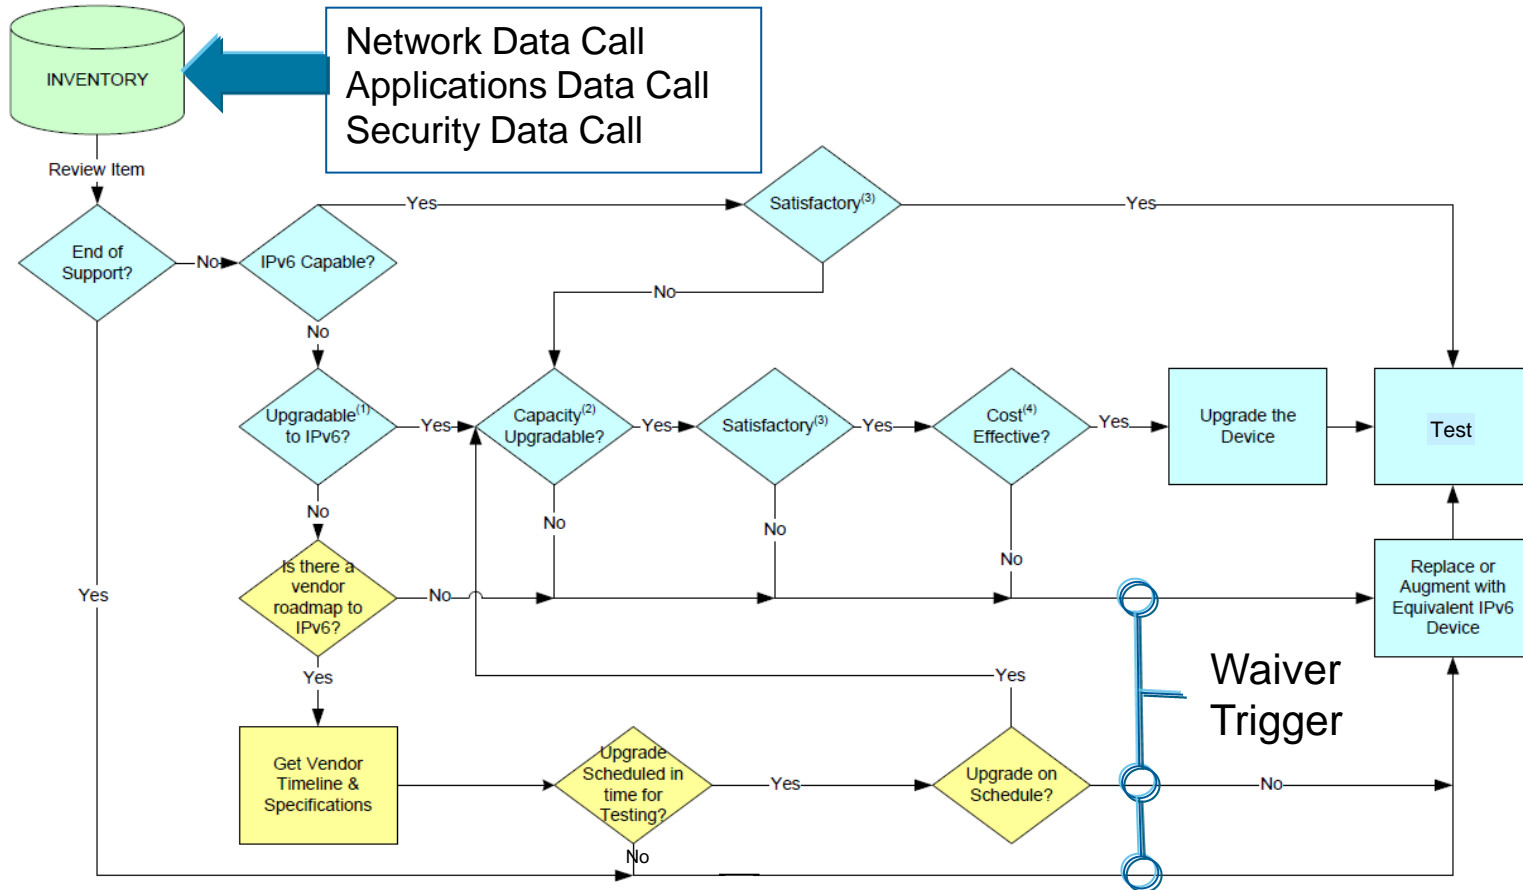 INVENTORY
Network Data Call
Applications Data Call
Security Data Call
Review Item
End of
Support?
No
IPv6 Capable?
Yes
Satisfactory(3)
Yes
No
No
Upgradable(1)
to IPv6?
Yes
Capacity(2)
Upgradable?
Yes
Satisfactory(3)
Yes
Cost(4)
Effective?
Yes
Upgrade the
Device
Test
No
No
No
No
Is there a
vendor
roadmap to
IPv6?
No
Replace or
Augment with
Equivalent IPv6
Device
Yes
Yes
Waiver
Trigger
Get Vendor
Timeline &
Specifications
Upgrade
Scheduled in
time for
Testing?
Yes
Upgrade on
Schedule?
Yes
No
No